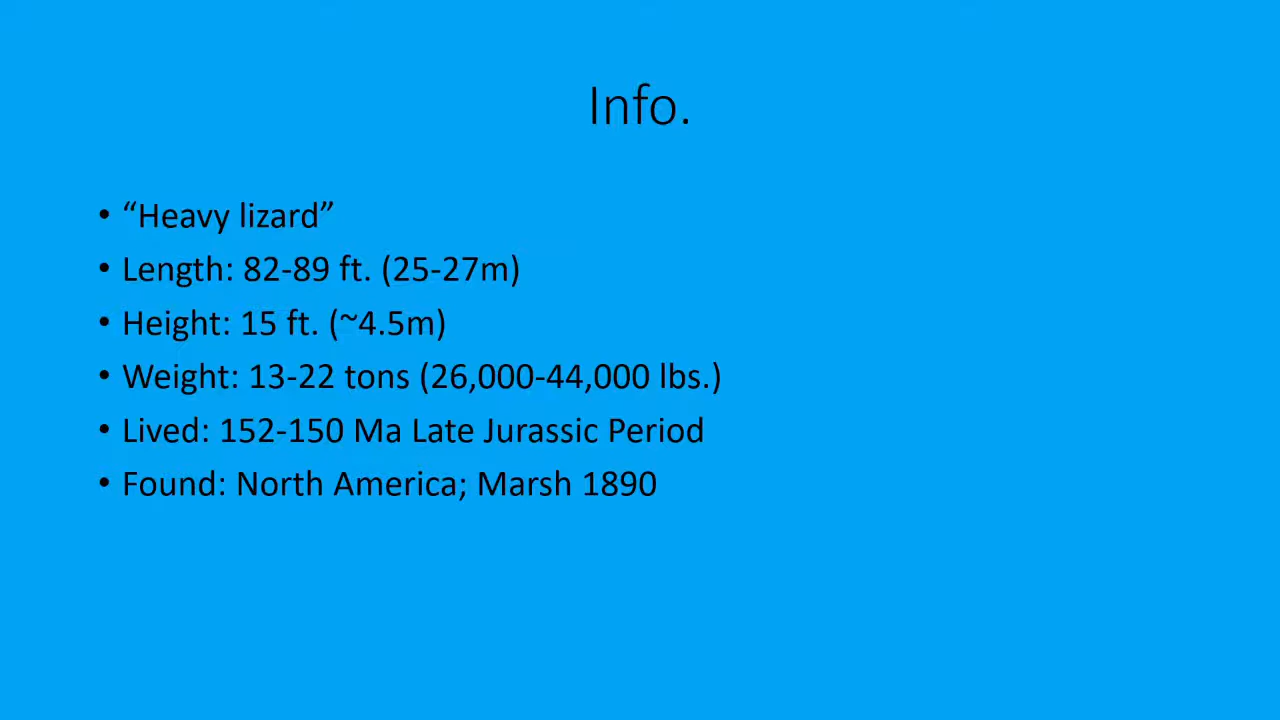 Info.
• “Heavy lizard”
• Length: 82-89 ft. (25-27m)
• Height: 15 ft. (~4.5m)
• Weight: 13-22 tons (26,000-44,000 lbs.)
• Lived: 152-150 Ma Late Jurassic Period
• Found: North America; Marsh 1890